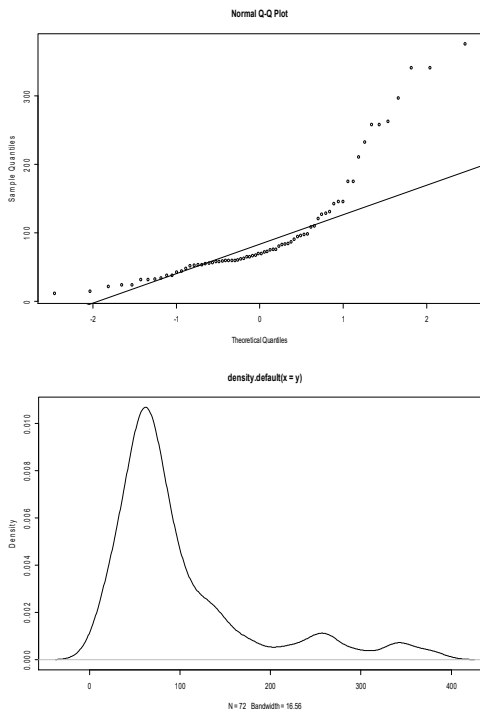 Normal Q-Q Plot
Sample Quantiles
300
200
100
0
-2 -1 0 1 2
Theoretical Quantiles
density.default(x = y)
Density
0.010
0.008
0.006
0.004
0.002
0.000
0 100 200 300 400
N = 72 Bandwidth = 16.56